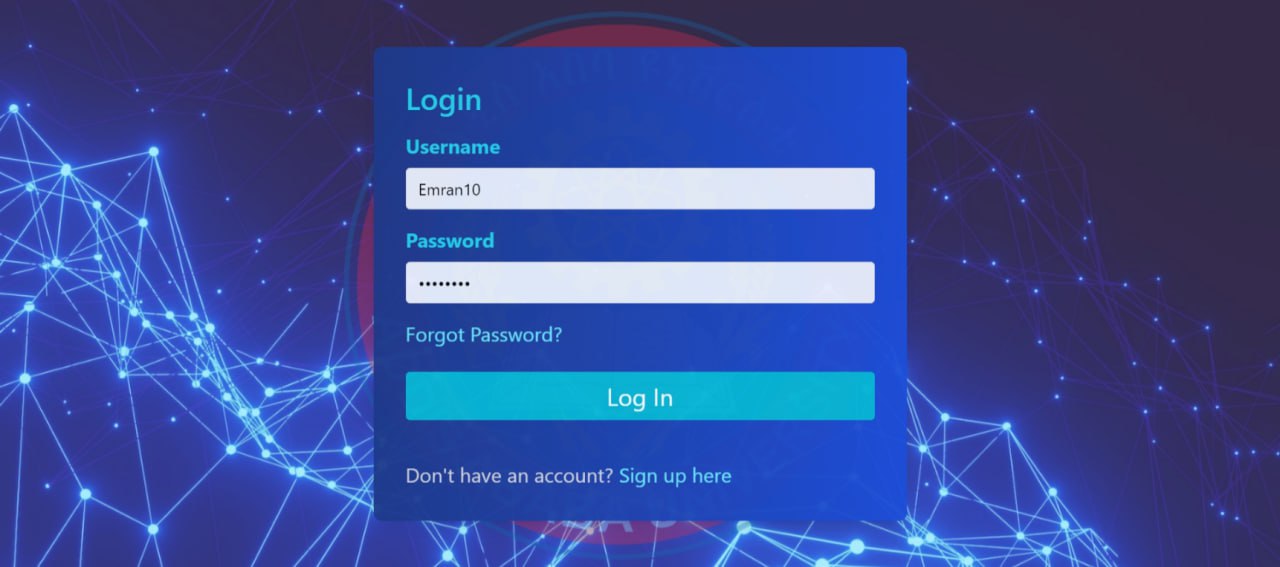 Login
Username
Emran10
Password
••••••••
Forgot Password?
Log In
Don't have an account? Sign up here